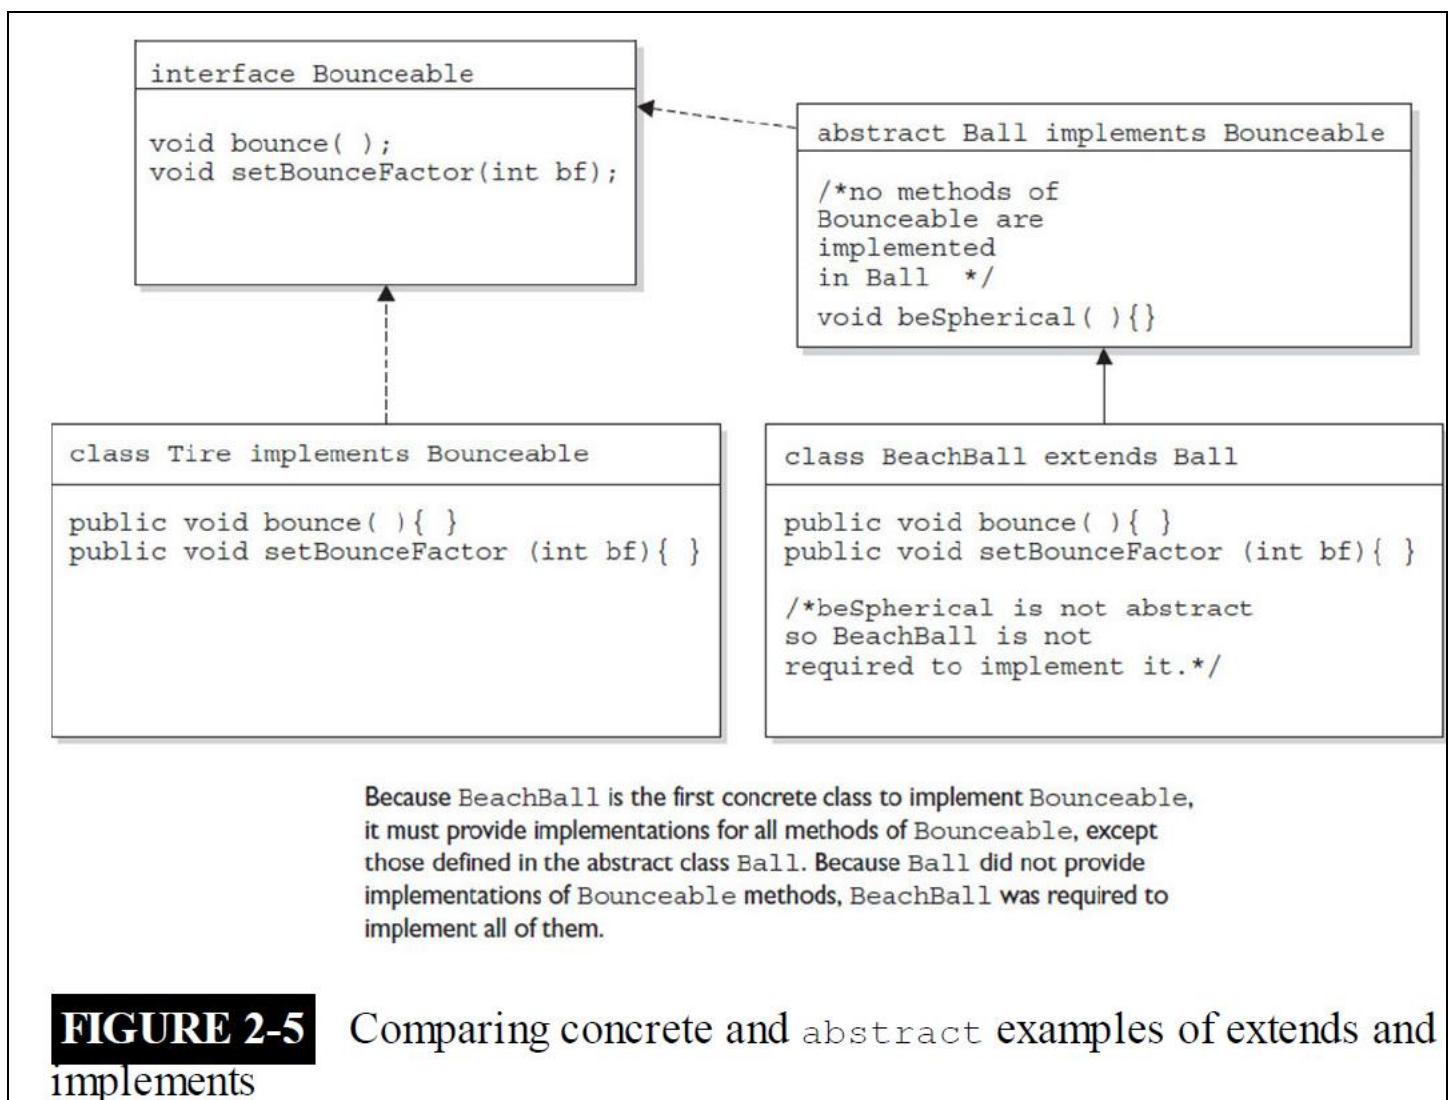 interface Bounceable
void bounce( );
void setBounceFactor(int bf);
abstract Ball implements Bounceable
/*no methods of
Bounceable are
implemented
in Ball  */
void beSpherical( ){}
class Tire implements Bounceable
public void bounce( ){ }
public void setBounceFactor (int bf){ }
class BeachBall extends Ball
public void bounce( ){ }
public void setBounceFactor (int bf){ }
/*beSpherical is not abstract
so BeachBall is not
required to implement it.*/
Because BeachBall is the first concrete class to implement Bounceable,
it must provide implementations for all methods of Bounceable, except
those defined in the abstract class Ball. Because Ball did not provide
implementations of Bounceable methods, BeachBall was required to
implement all of them.
FIGURE 2-5 Comparing concrete and abstract examples of extends and
implements